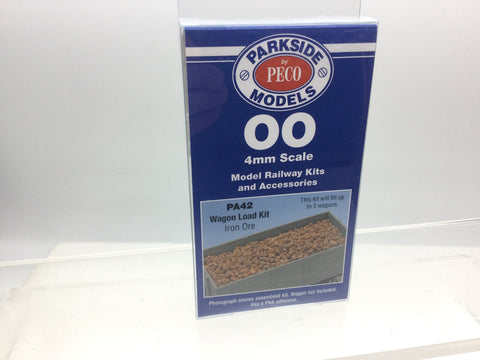 PARKSIDE
by
PECO
MODELS
OO
4mm Scale
Model Railway Kits
and Accessories
PA42
Wagon Load Kit
Iron Ore
This kit will fill up
to 3 wagons
Photograph shows assembled kit. Wagon not included.
Use a PVA adhesive.